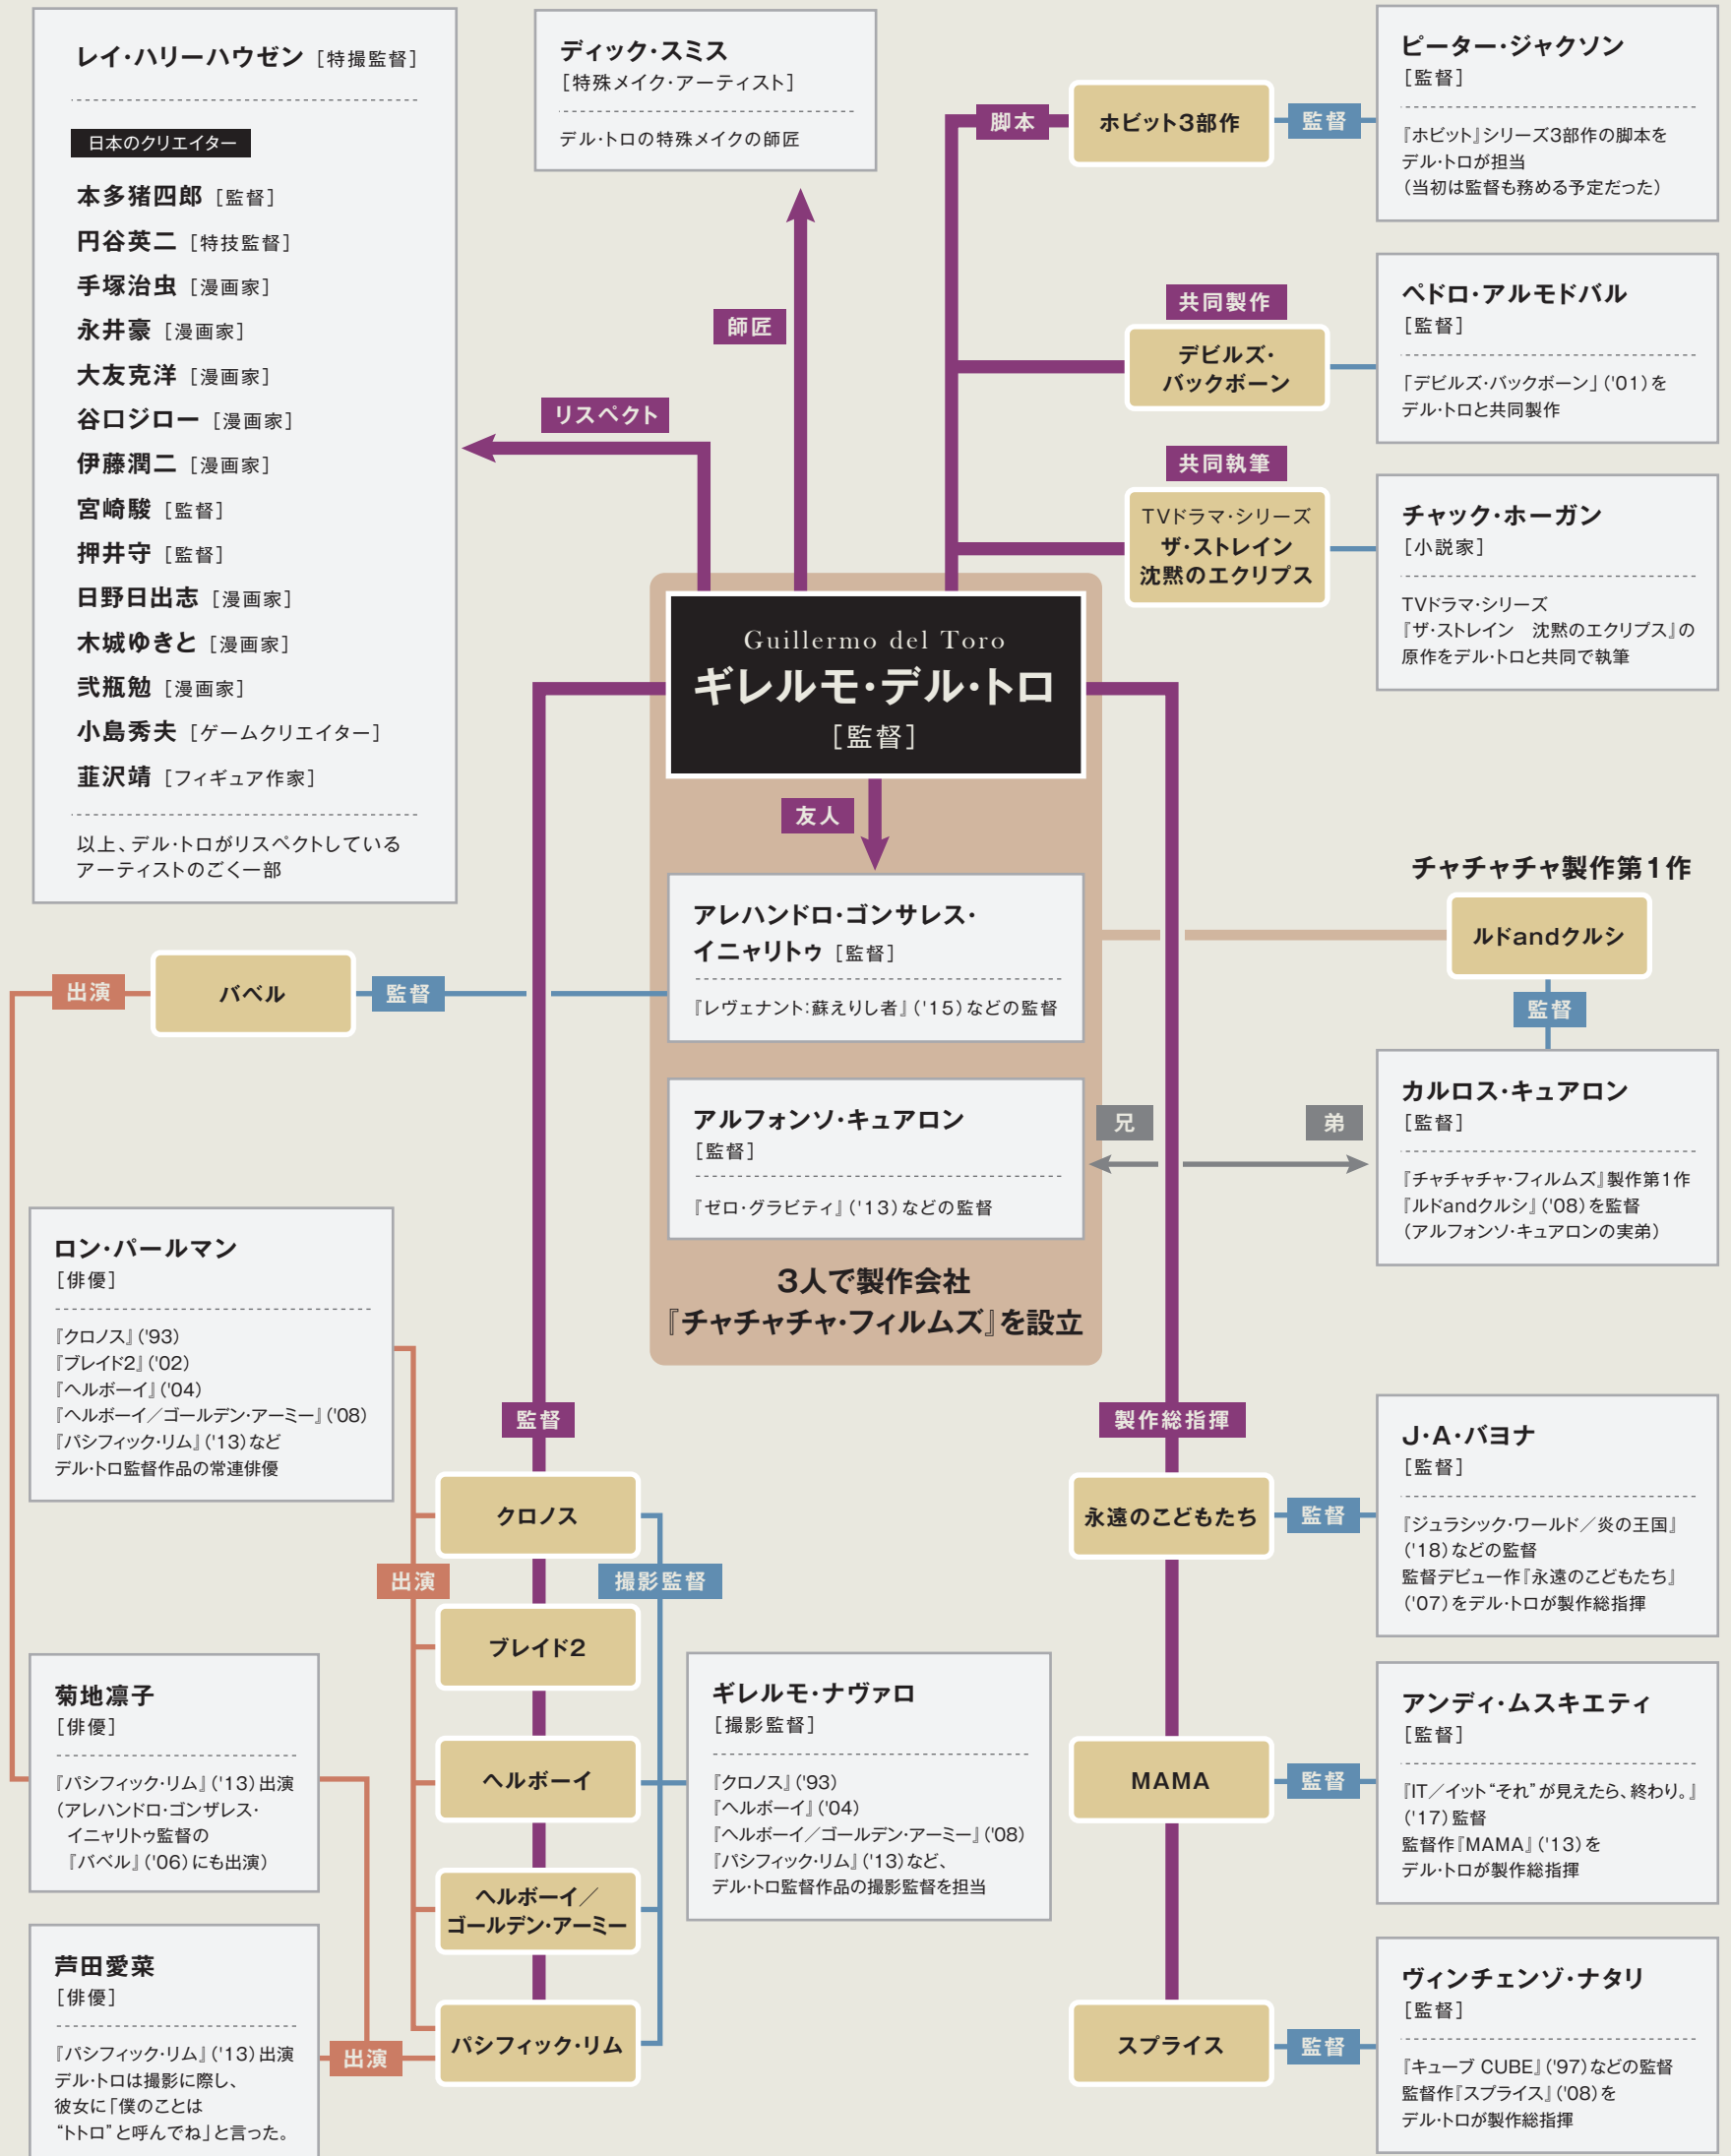 レイ・ハリーハウゼン［特撮監督］
日本のクリエイター
本多猪四郎［監督］
円谷英二［特技監督］
手塚治虫［漫画家］
永井豪［漫画家］
大友克洋［漫画家］
谷口ジロー［漫画家］
伊藤潤二［漫画家］
宮崎駿［監督］
押井守［監督］
日野日出志［漫画家］
木城ゆきと［漫画家］
弐瓶勉［漫画家］
小島秀夫［ゲームクリエイター］
韮沢靖［フィギュア作家］
以上、デル・トロがリスペクトしている
アーティストのごく一部
ディック・スミス
［特殊メイク・アーティスト］
デル・トロの特殊メイクの師匠
師匠
リスペクト
脚本
ホビット3部作
監督
ピーター・ジャクソン
［監督］
『ホビット』シリーズ3部作の脚本を
デル・トロが担当
（当初は監督も務める予定だった）
共同製作
デビルズ・
バックボーン
ペドロ・アルモドバル
［監督］
「デビルズ・バックボーン」（'01）を
デル・トロと共同製作
共同執筆
TVドラマ・シリーズ
ザ・ストレイン
沈黙のエクリプス
チャック・ホーガン
［小説家］
TVドラマ・シリーズ
『ザ・ストレイン　沈黙のエクリプス』の
原作をデル・トロと共同で執筆
Guillermo del Toro
ギレルモ・デル・トロ
［監督］
友人
アレハンドロ・ゴンサレス・
イニャリトゥ［監督］
『レヴェナント：蘇えりし者』（'15）などの監督
アルフォンソ・キュアロン
［監督］
『ゼロ・グラビティ』（'13）などの監督
3人で製作会社
『チャチャチャ・フィルムズ』を設立
チャチャチャ製作第1作
ルドandクルシ
監督
兄
弟
カルロス・キュアロン
［監督］
『チャチャチャ・フィルムズ』製作第1作
『ルドandクルシ』（'08）を監督
（アルフォンソ・キュアロンの実弟）
出演
バベル
監督
ロン・パールマン
［俳優］
『クロノス』（'93）
『ブレイド2』（'02）
『ヘルボーイ』（'04）
『ヘルボーイ／ゴールデン・アーミー』（'08）
『パシフィック・リム』（'13）など
デル・トロ監督作品の常連俳優
監督
クロノス
出演
撮影監督
ブレイド2
ヘルボーイ
ヘルボーイ／
ゴールデン・アーミー
パシフィック・リム
菊地凛子
［俳優］
『パシフィック・リム』（'13）出演
（アレハンドロ・ゴンザレス・
イニャリトゥ監督の
『バベル』（'06）にも出演）
芦田愛菜
［俳優］
『パシフィック・リム』（'13）出演
デル・トロは撮影に際し、
彼女に「僕のことは
“トトロ”と呼んでね」と言った。
出演
ギレルモ・ナヴァロ
［撮影監督］
『クロノス』（'93）
『ヘルボーイ』（'04）
『ヘルボーイ／ゴールデン・アーミー』（'08）
『パシフィック・リム』（'13）など、
デル・トロ監督作品の撮影監督を担当
製作総指揮
永遠のこどもたち
監督
J・A・バヨナ
［監督］
『ジュラシック・ワールド／炎の王国』
（'18）などの監督
監督デビュー作『永遠のこどもたち』
（'07）をデル・トロが製作総指揮
MAMA
監督
アンディ・ムスキエティ
［監督］
『IT／イット“それ”が見えたら、終わり。』
（'17）監督
監督作『MAMA』（'13）を
デル・トロが製作総指揮
スプライス
監督
ヴィンチェンゾ・ナタリ
［監督］
『キューブ CUBE』（'97）などの監督
監督作『スプライス』（'08）を
デル・トロが製作総指揮